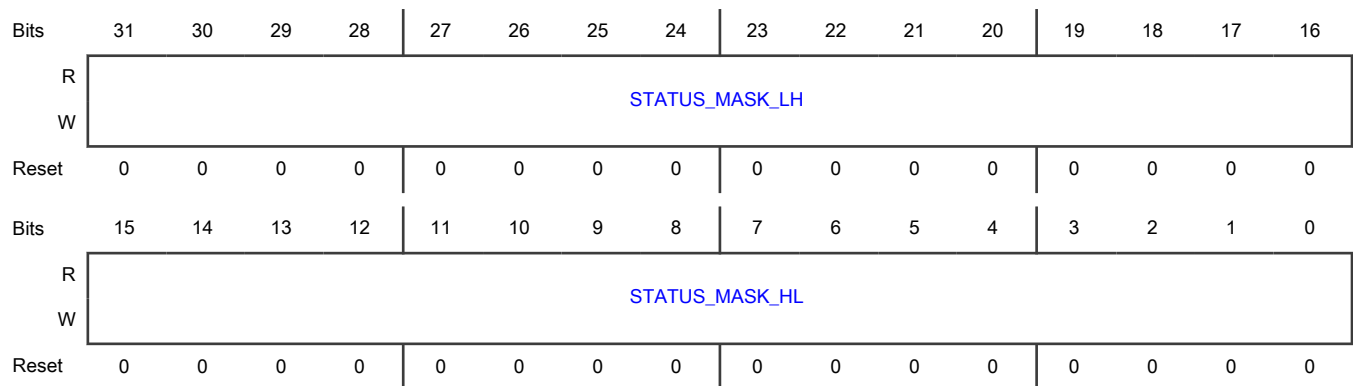 Bits 31 30 29 28 27 26 25 24 23 22 21 20 19 18 17 16
R
STATUS_MASK_LH
W
Reset 0 0 0 0 0 0 0 0 0 0 0 0 0 0 0 0
Bits 15 14 13 12 11 10 9 8 7 6 5 4 3 2 1 0
R
STATUS_MASK_HL
W
Reset 0 0 0 0 0 0 0 0 0 0 0 0 0 0 0 0